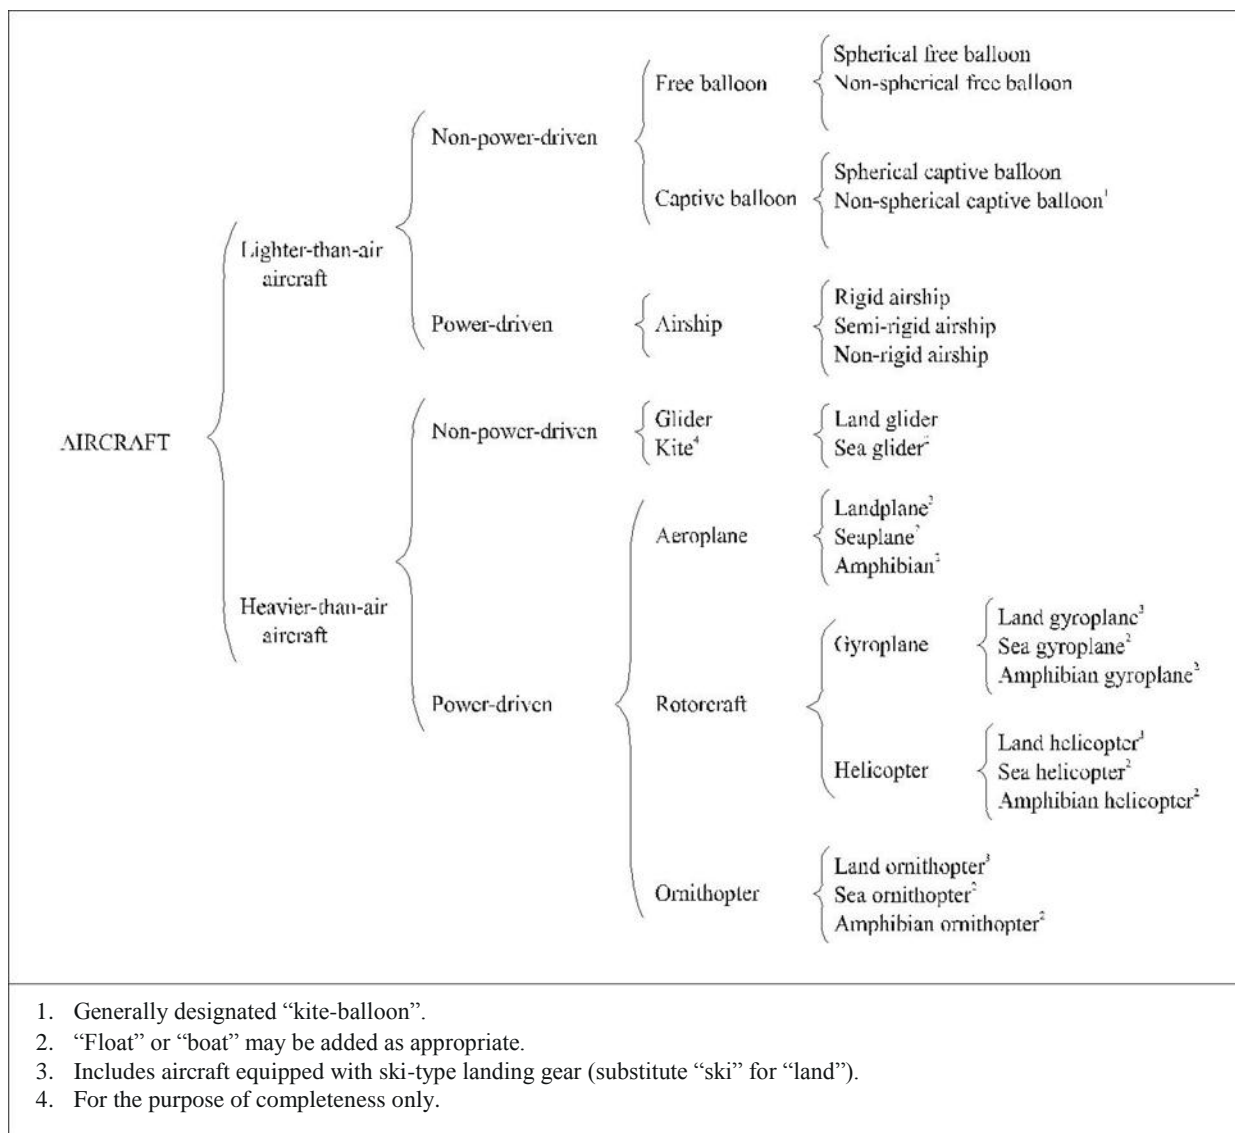 Spherical free balloon
Free balloon
Non-spherical free balloon
Non-power-driven
Spherical captive balloon
Captive balloon
Non-spherical captive balloon¹
Lighter-than-air
aircraft
Rigid airship
Power-driven
Airship
Semi-rigid airship
Non-rigid airship
AIRCRAFT
Non-power-driven
Glider
Kite⁴
Land glider
Sea glider²
Landplane³
Aeroplane
Seaplane²
Amphibian²
Heavier-than-air
aircraft
Land gyroplane³
Gyroplane
Sea gyroplane²
Amphibian gyroplane²
Power-driven
Rotorcraft
Land helicopter³
Helicopter
Sea helicopter²
Amphibian helicopter²
Land ornithopter³
Ornithopter
Sea ornithopter²
Amphibian ornithopter²
1. Generally designated “kite-balloon”.
2. “Float” or “boat” may be added as appropriate.
3. Includes aircraft equipped with ski-type landing gear (substitute “ski” for “land”).
4. For the purpose of completeness only.